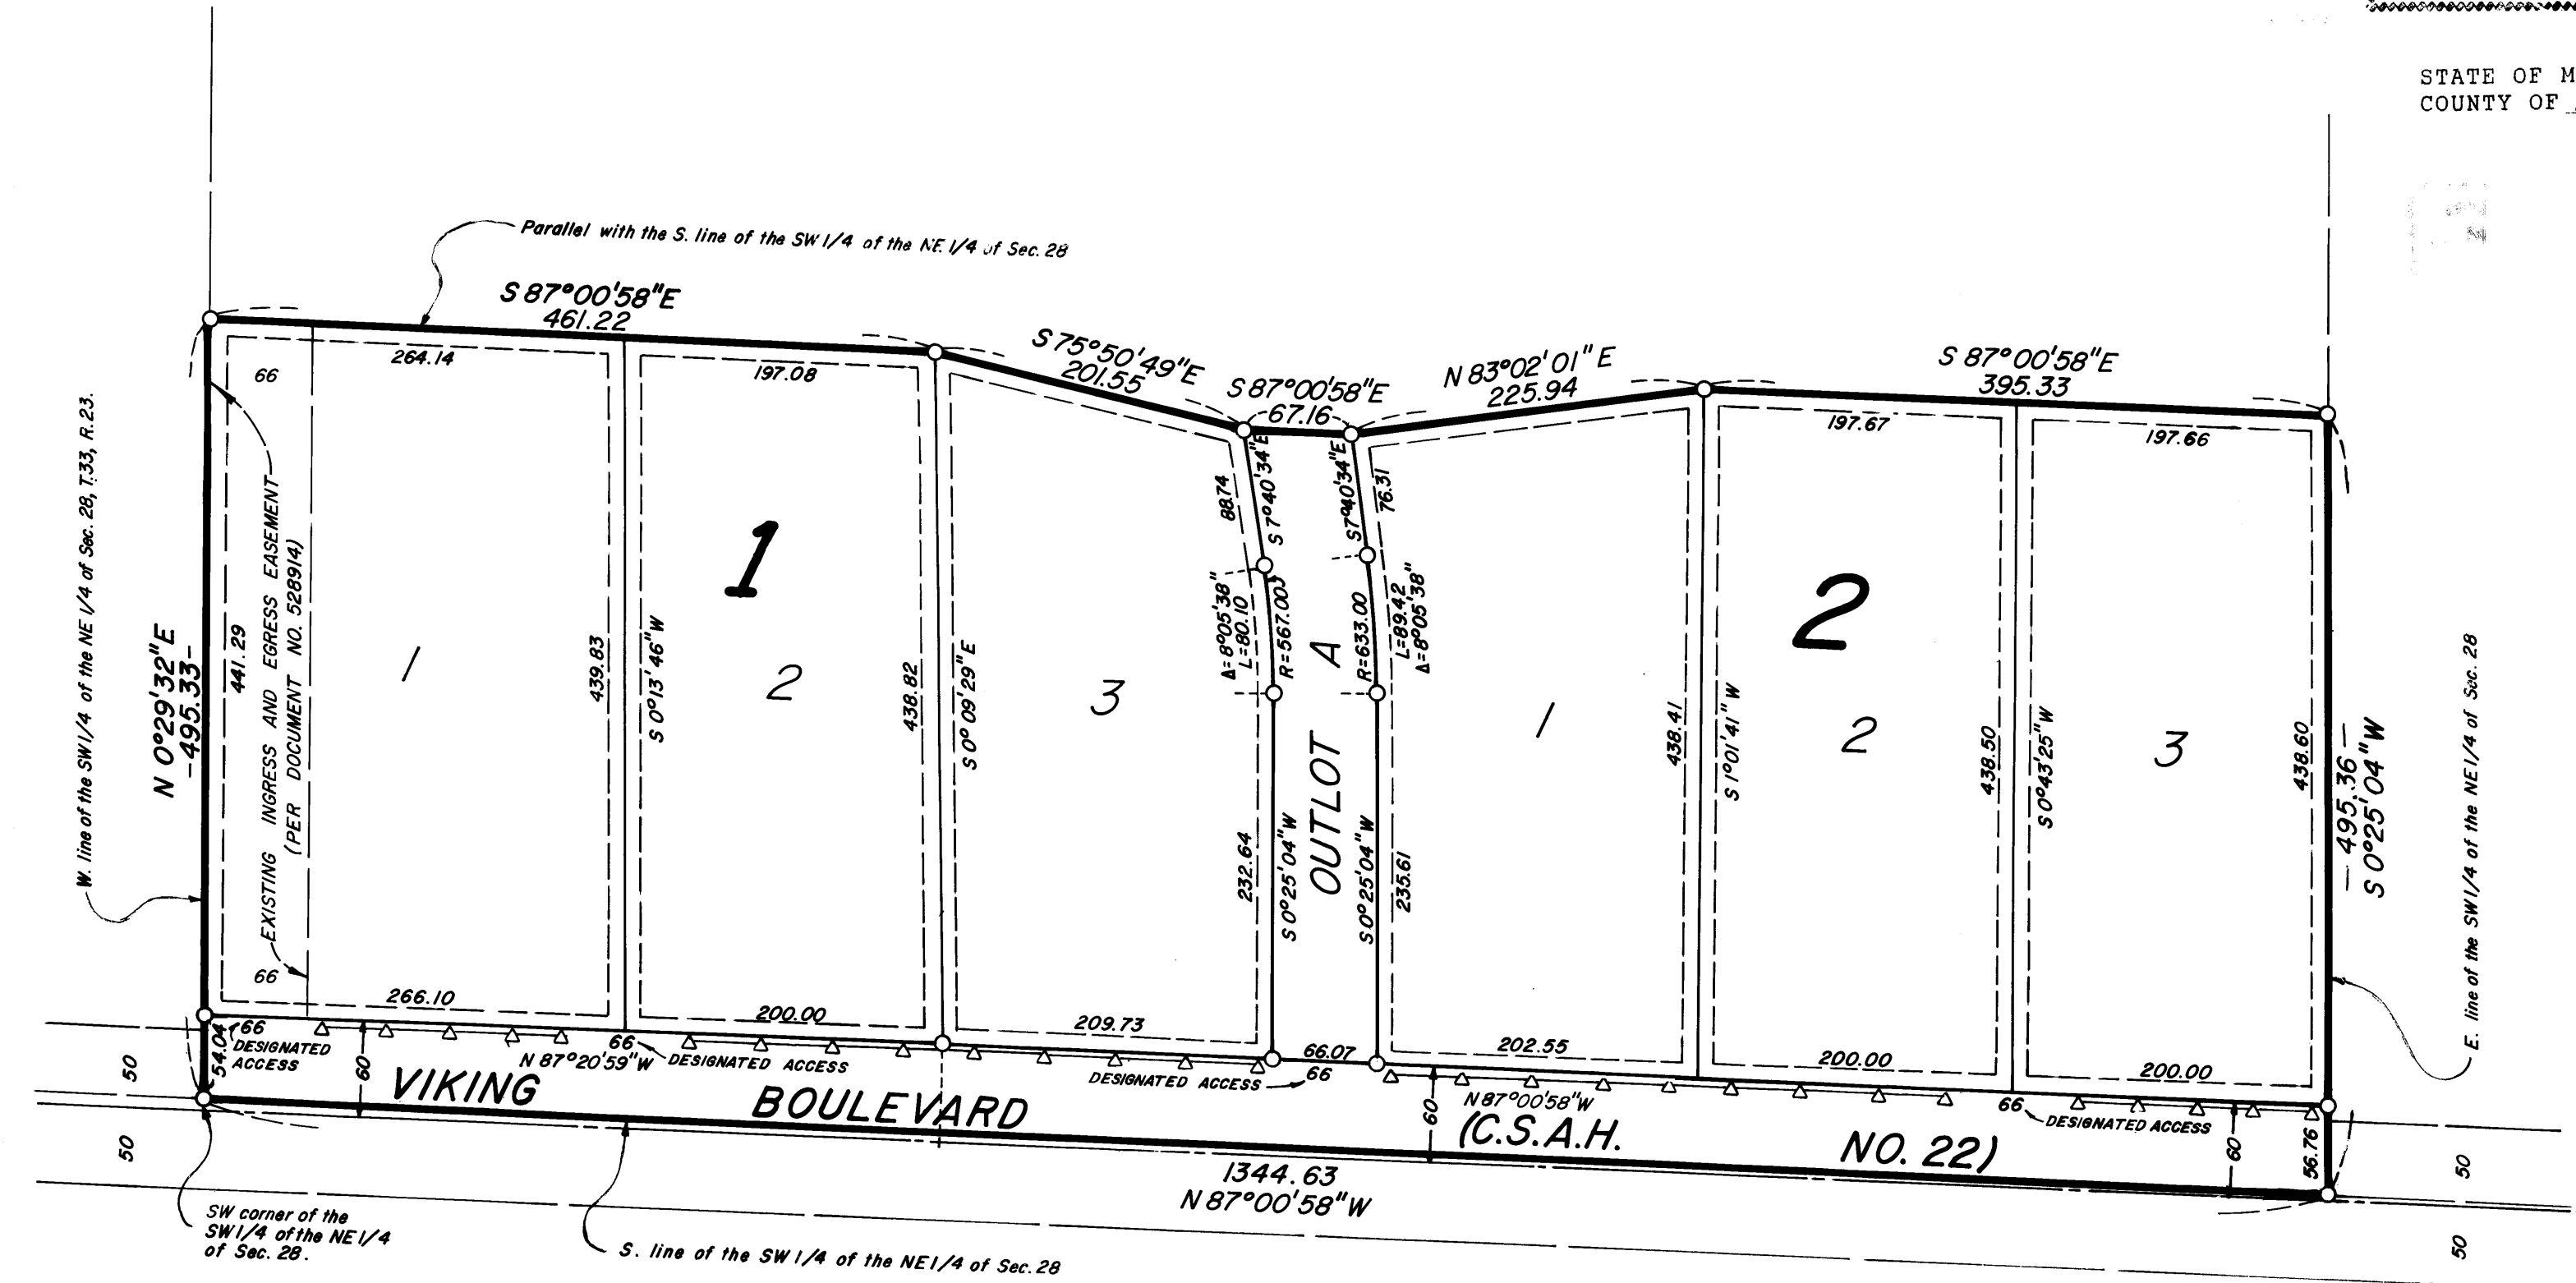 STATE OF M
COUNTY OF
Parallel with the S. line of the SW 1/4 of the NE 1/4 of Sec. 28
S 87°00'58"E
461.22
S 75°50'49"E
201.55
S 87°00'58"E
67.16
N 83°02'01"E
225.94
S 87°00'58"E
395.33
66
264.14
197.08
197.67
197.66
W. line of the SW 1/4 of the NE 1/4 of Sec. 28, T.33, R.23.
N 0°29'32"E
-495.33-
441.29
EXISTING INGRESS AND EGRESS EASEMENT
(PER DOCUMENT NO. 528914)
1
439.83
S 0°13'46"W
1
2
438.82
S 0°09'29"E
3
88.74
S 7°40'34"E
Δ=8°05'38"
L=80.10
R=567.00
232.64
S 0°25'04"W
OUTLOT A
S 7°40'34"E
76.31
R=633.00
L=89.42
Δ=8°05'38"
S 0°25'04"W
235.61
1
438.41
S 1°01'41"W
2
2
438.50
S 0°43'25"W
3
438.60
-495.36-
S 0°25'04"W
E. line of the SW 1/4 of the NE 1/4 of Sec. 28
66
266.10
200.00
209.73
66.07
202.55
200.00
200.00
50
54.04
66
DESIGNATED
ACCESS
60
N 87°20'59"W
66
DESIGNATED ACCESS
DESIGNATED ACCESS
66
60
N 87°00'58"W
66
DESIGNATED ACCESS
60
56.76
50
VIKING BOULEVARD (C.S.A.H. NO. 22)
50
1344.63
N 87°00'58"W
50
SW corner of the
SW 1/4 of the NE 1/4
of Sec. 28.
S. line of the SW 1/4 of the NE 1/4 of Sec. 28